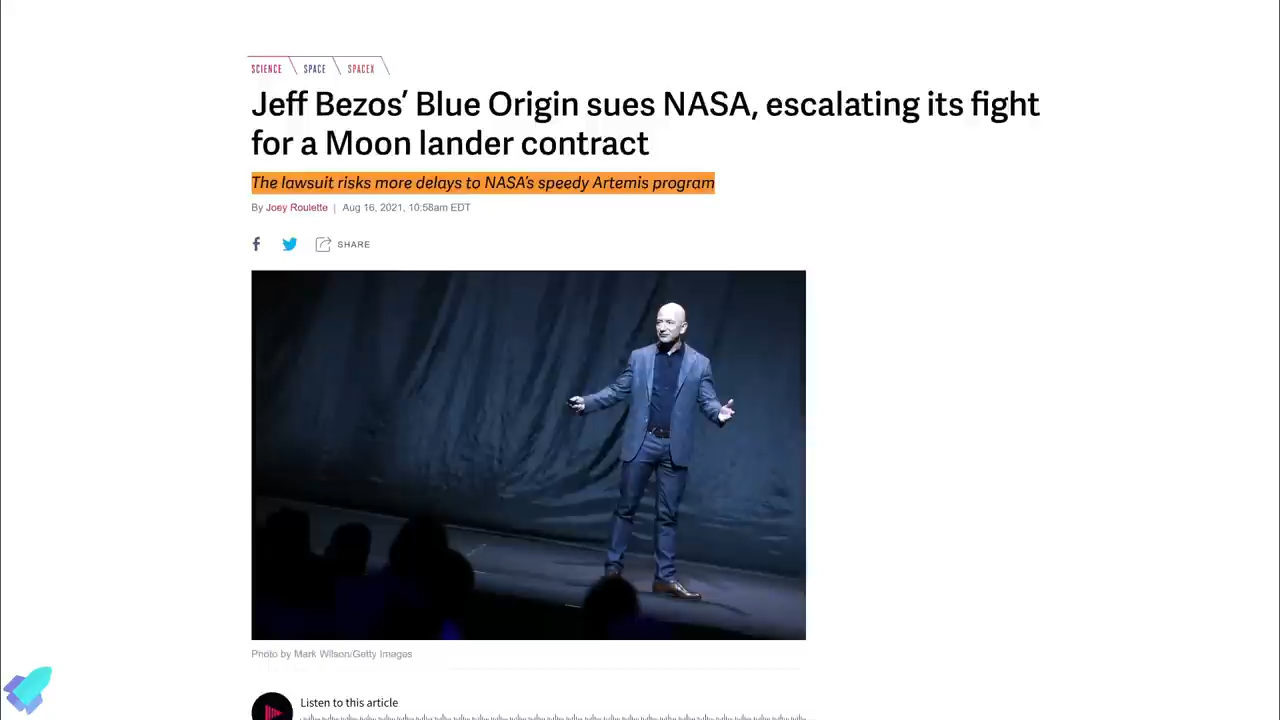 SCIENCE SPACE SPACEX
Jeff Bezos’ Blue Origin sues NASA, escalating its fight
for a Moon lander contract
The lawsuit risks more delays to NASA’s speedy Artemis program
By Joey Roulette | Aug 16, 2021, 10:58am EDT
SHARE
Photo by Mark Wilson/Getty Images
Listen to this article